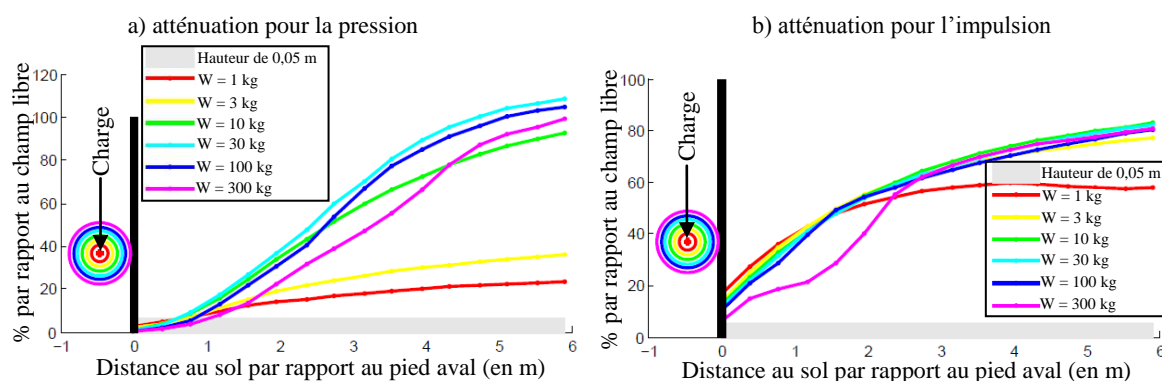 a) atténuation pour la pression
% par rapport au champ libre
120
100
80
60
40
20
0
Charge
Hauteur de 0,05 m
W = 1 kg
W = 3 kg
W = 10 kg
W = 30 kg
W = 100 kg
W = 300 kg
-1 0 1 2 3 4 5 6
Distance au sol par rapport au pied aval (en m)
b) atténuation pour l'impulsion
% par rapport au champ libre
100
80
60
40
20
0
Charge
Hauteur de 0,05 m
W = 1 kg
W = 3 kg
W = 10 kg
W = 30 kg
W = 100 kg
W = 300 kg
-1 0 1 2 3 4 5 6
Distance au sol par rapport au pied aval (en m)